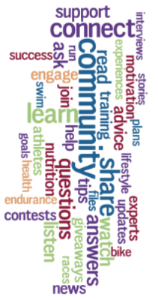 support
connect
interviews
success
run
ask
community
read
experiences
motivation
stories
engage
swim
join
training
learn
advice
plans
help
goals
health
athletes
nutrition
questions
tips
share
lifestyle
endurance
files
watch
updates
experts
contests
listen
giveaways
answers
bike
races
news